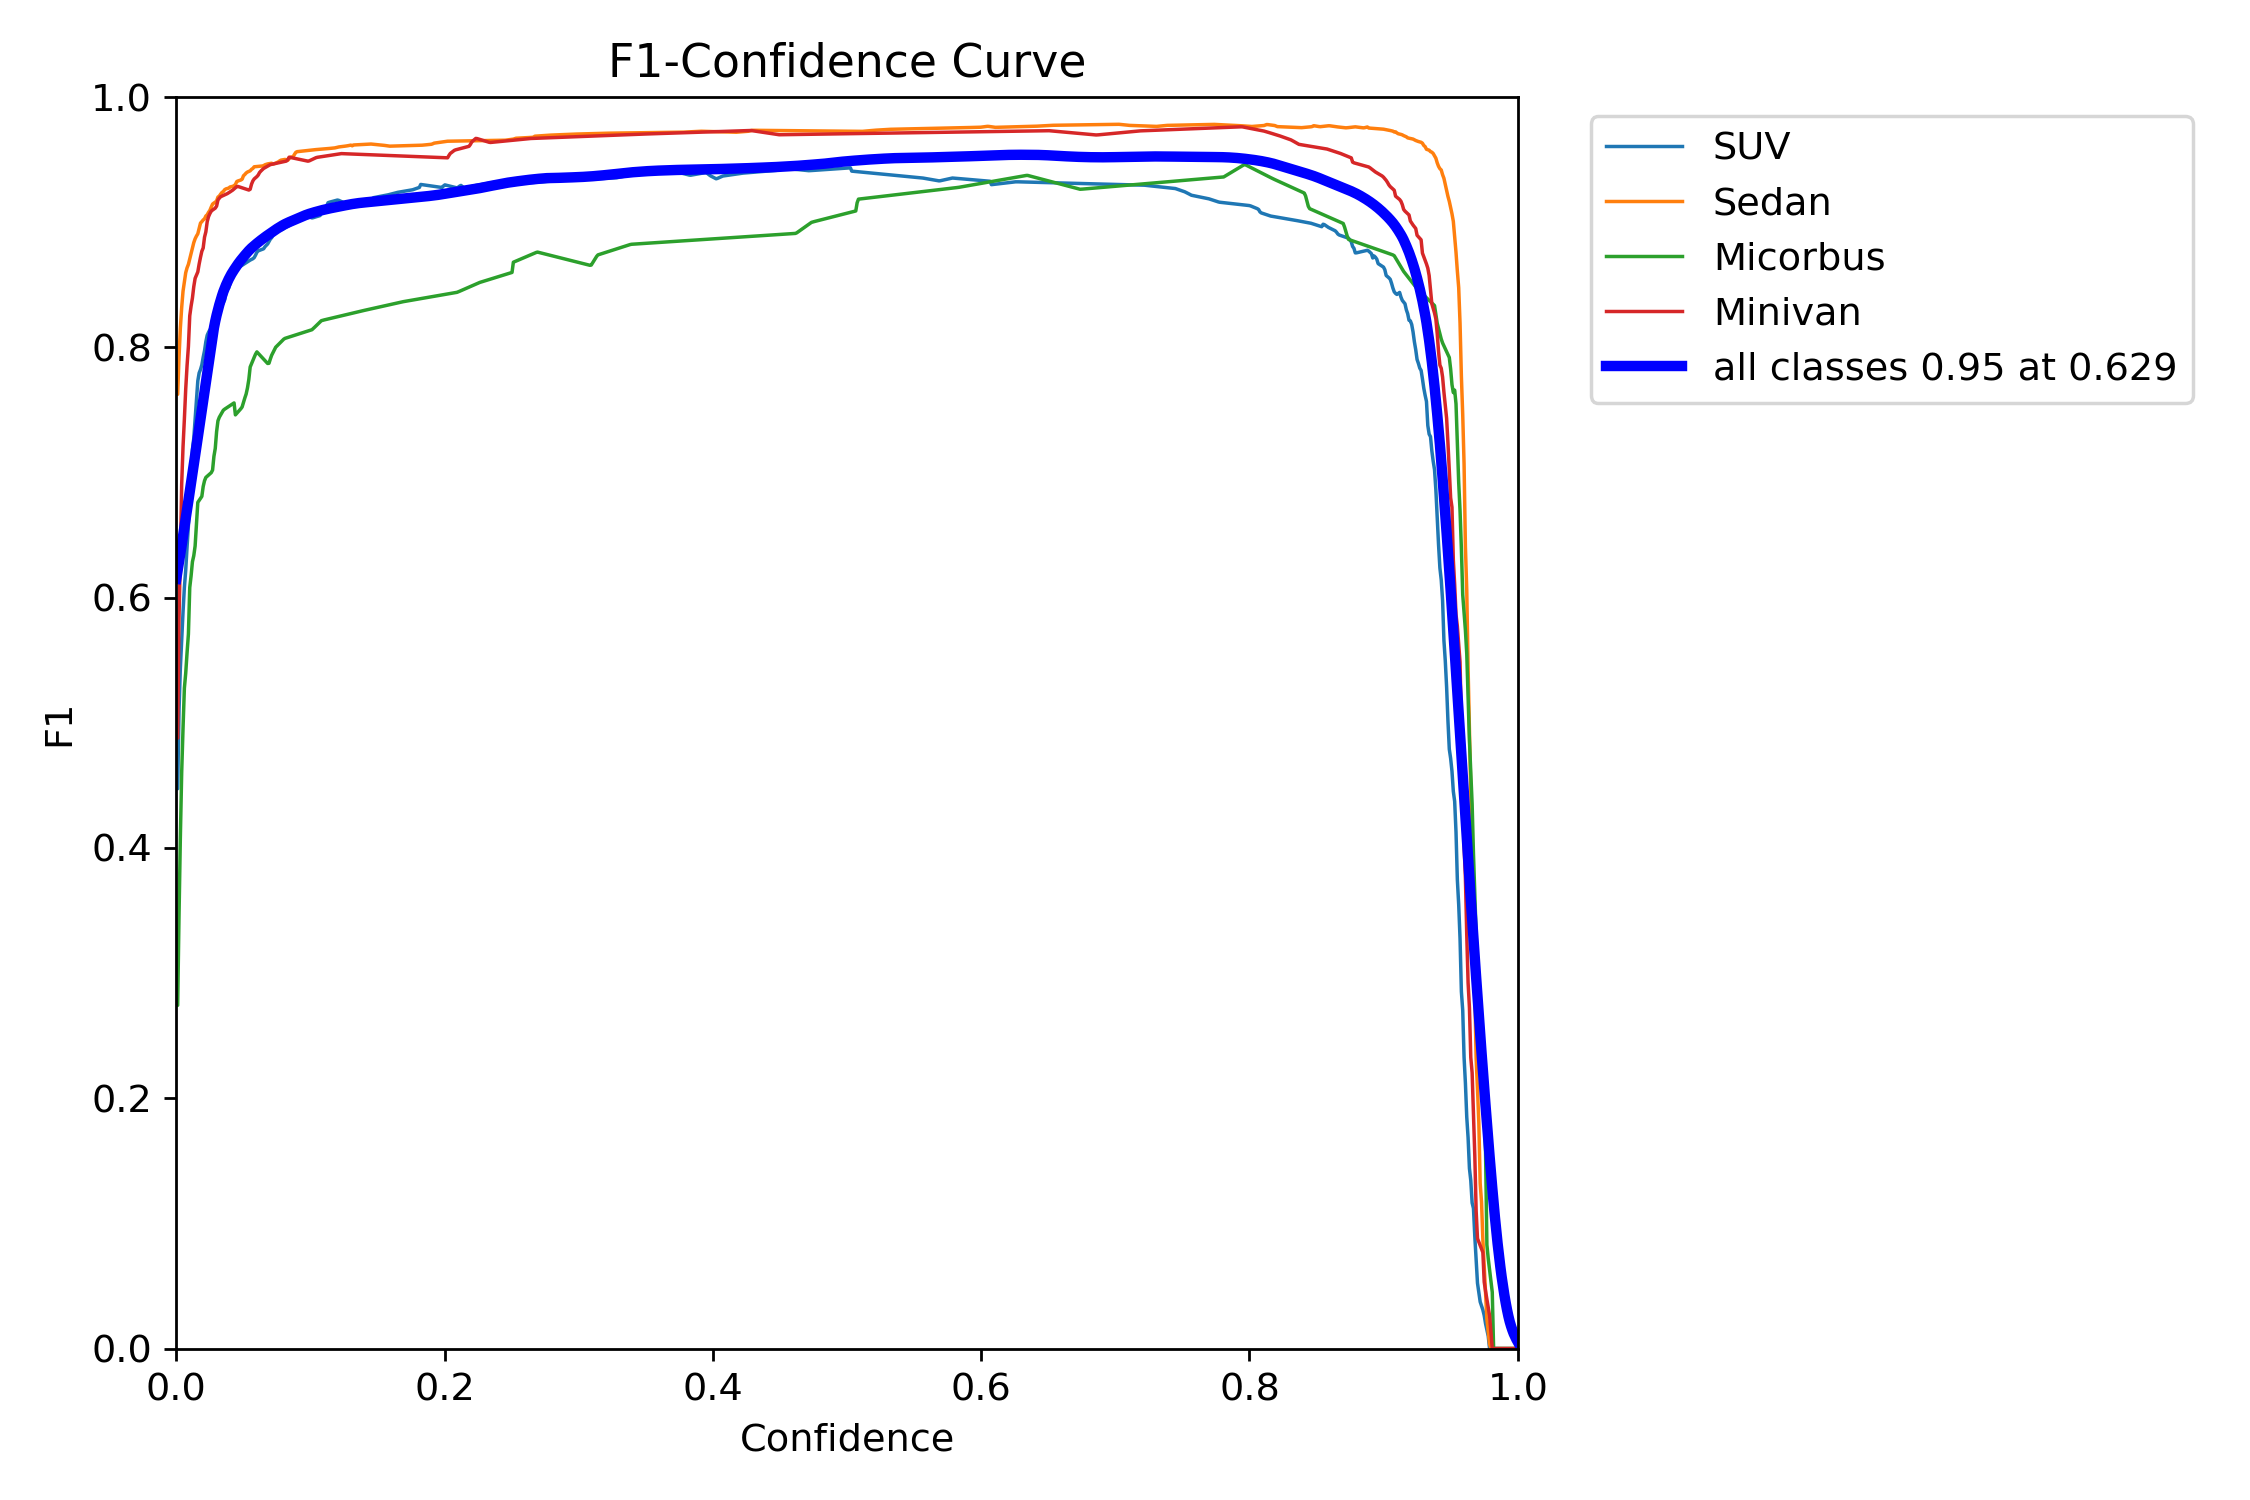 F1-Confidence Curve
1.0
0.8
0.6
0.4
0.2
0.0
F1
0.0 0.2 0.4 0.6 0.8 1.0
Confidence
SUV
Sedan
Micorbus
Minivan
all classes 0.95 at 0.629